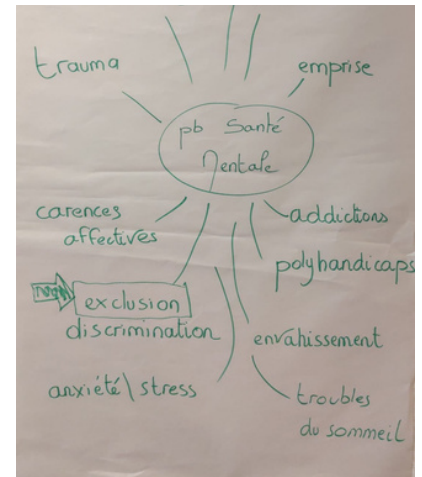 trauma
emprise
pb Santé
Mentale
carences
affectives
addictions
polyhandicaps
exclusion
discrimination
envahissement
anxiété\stress
troubles
du sommeil